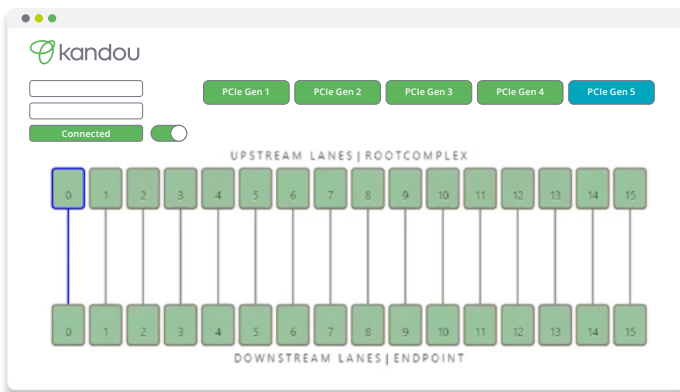 kandou
PCIe Gen 1 PCIe Gen 2 PCIe Gen 3 PCIe Gen 4 PCIe Gen 5
Connected
UPSTREAM LANES | ROOTCOMPLEX
0 1 2 3 4 5 6 7 8 9 10 11 12 13 14 15
0 1 2 3 4 5 6 7 8 9 10 11 12 13 14 15
DOWNSTREAM LANES | ENDPOINT